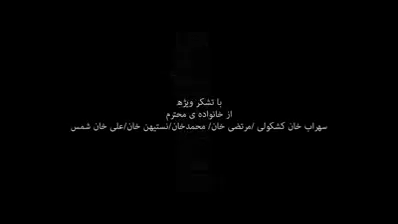 با تشکر ویژه
از خانواده ی محترم
سهراب خان کشکولی /مرتضی خان/ محمدخان/نستیهن خان/علی خان شمس